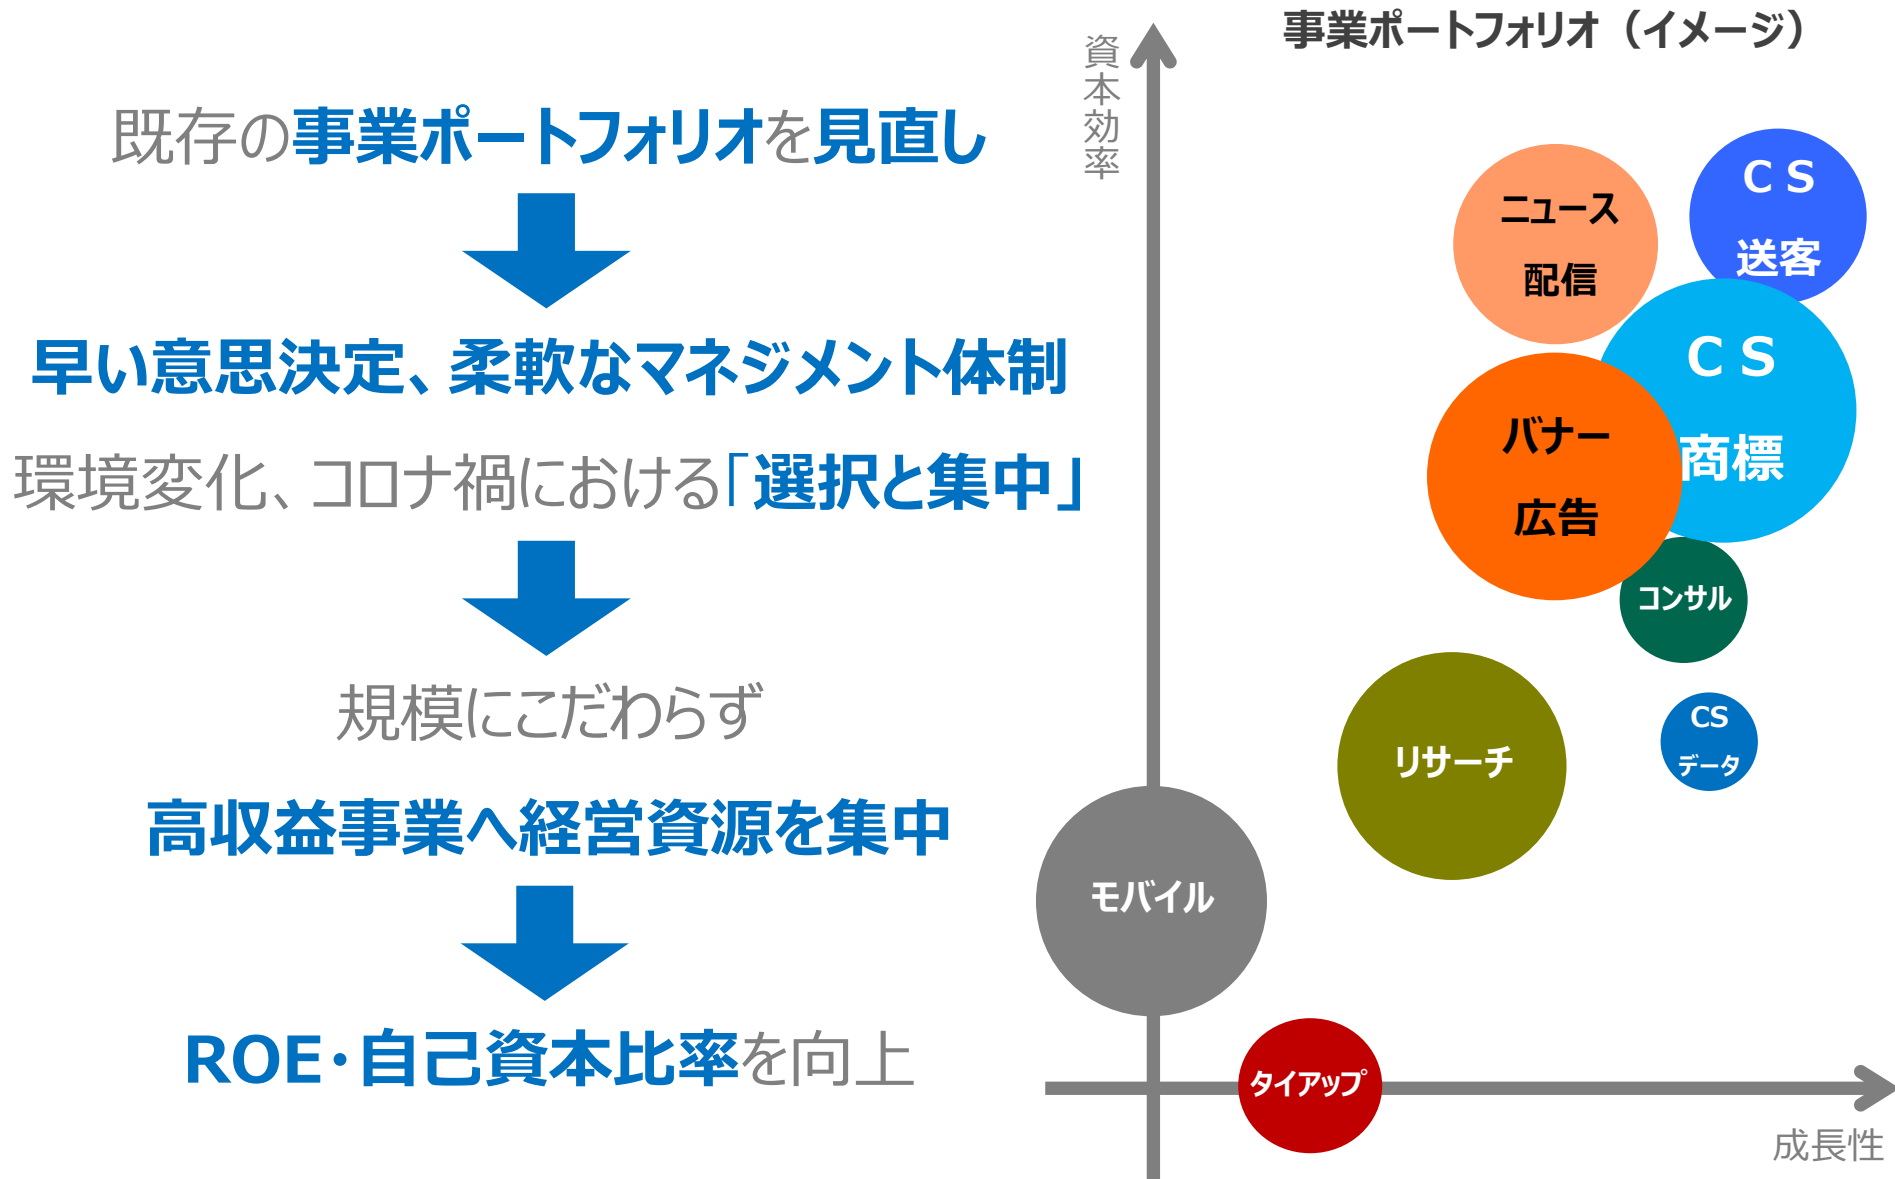 既存の事業ポートフォリオを見直し
早い意思決定、柔軟なマネジメント体制
環境変化、コロナ禍における「選択と集中」
規模にこだわらず
高収益事業へ経営資源を集中
ROE・自己資本比率を向上
事業ポートフォリオ（イメージ）
資本効率
ＣＳ
送客
ニュース
配信
ＣＳ
商標
バナー
広告
コンサル
リサーチ
CS
データ
モバイル
タイアップ
成長性